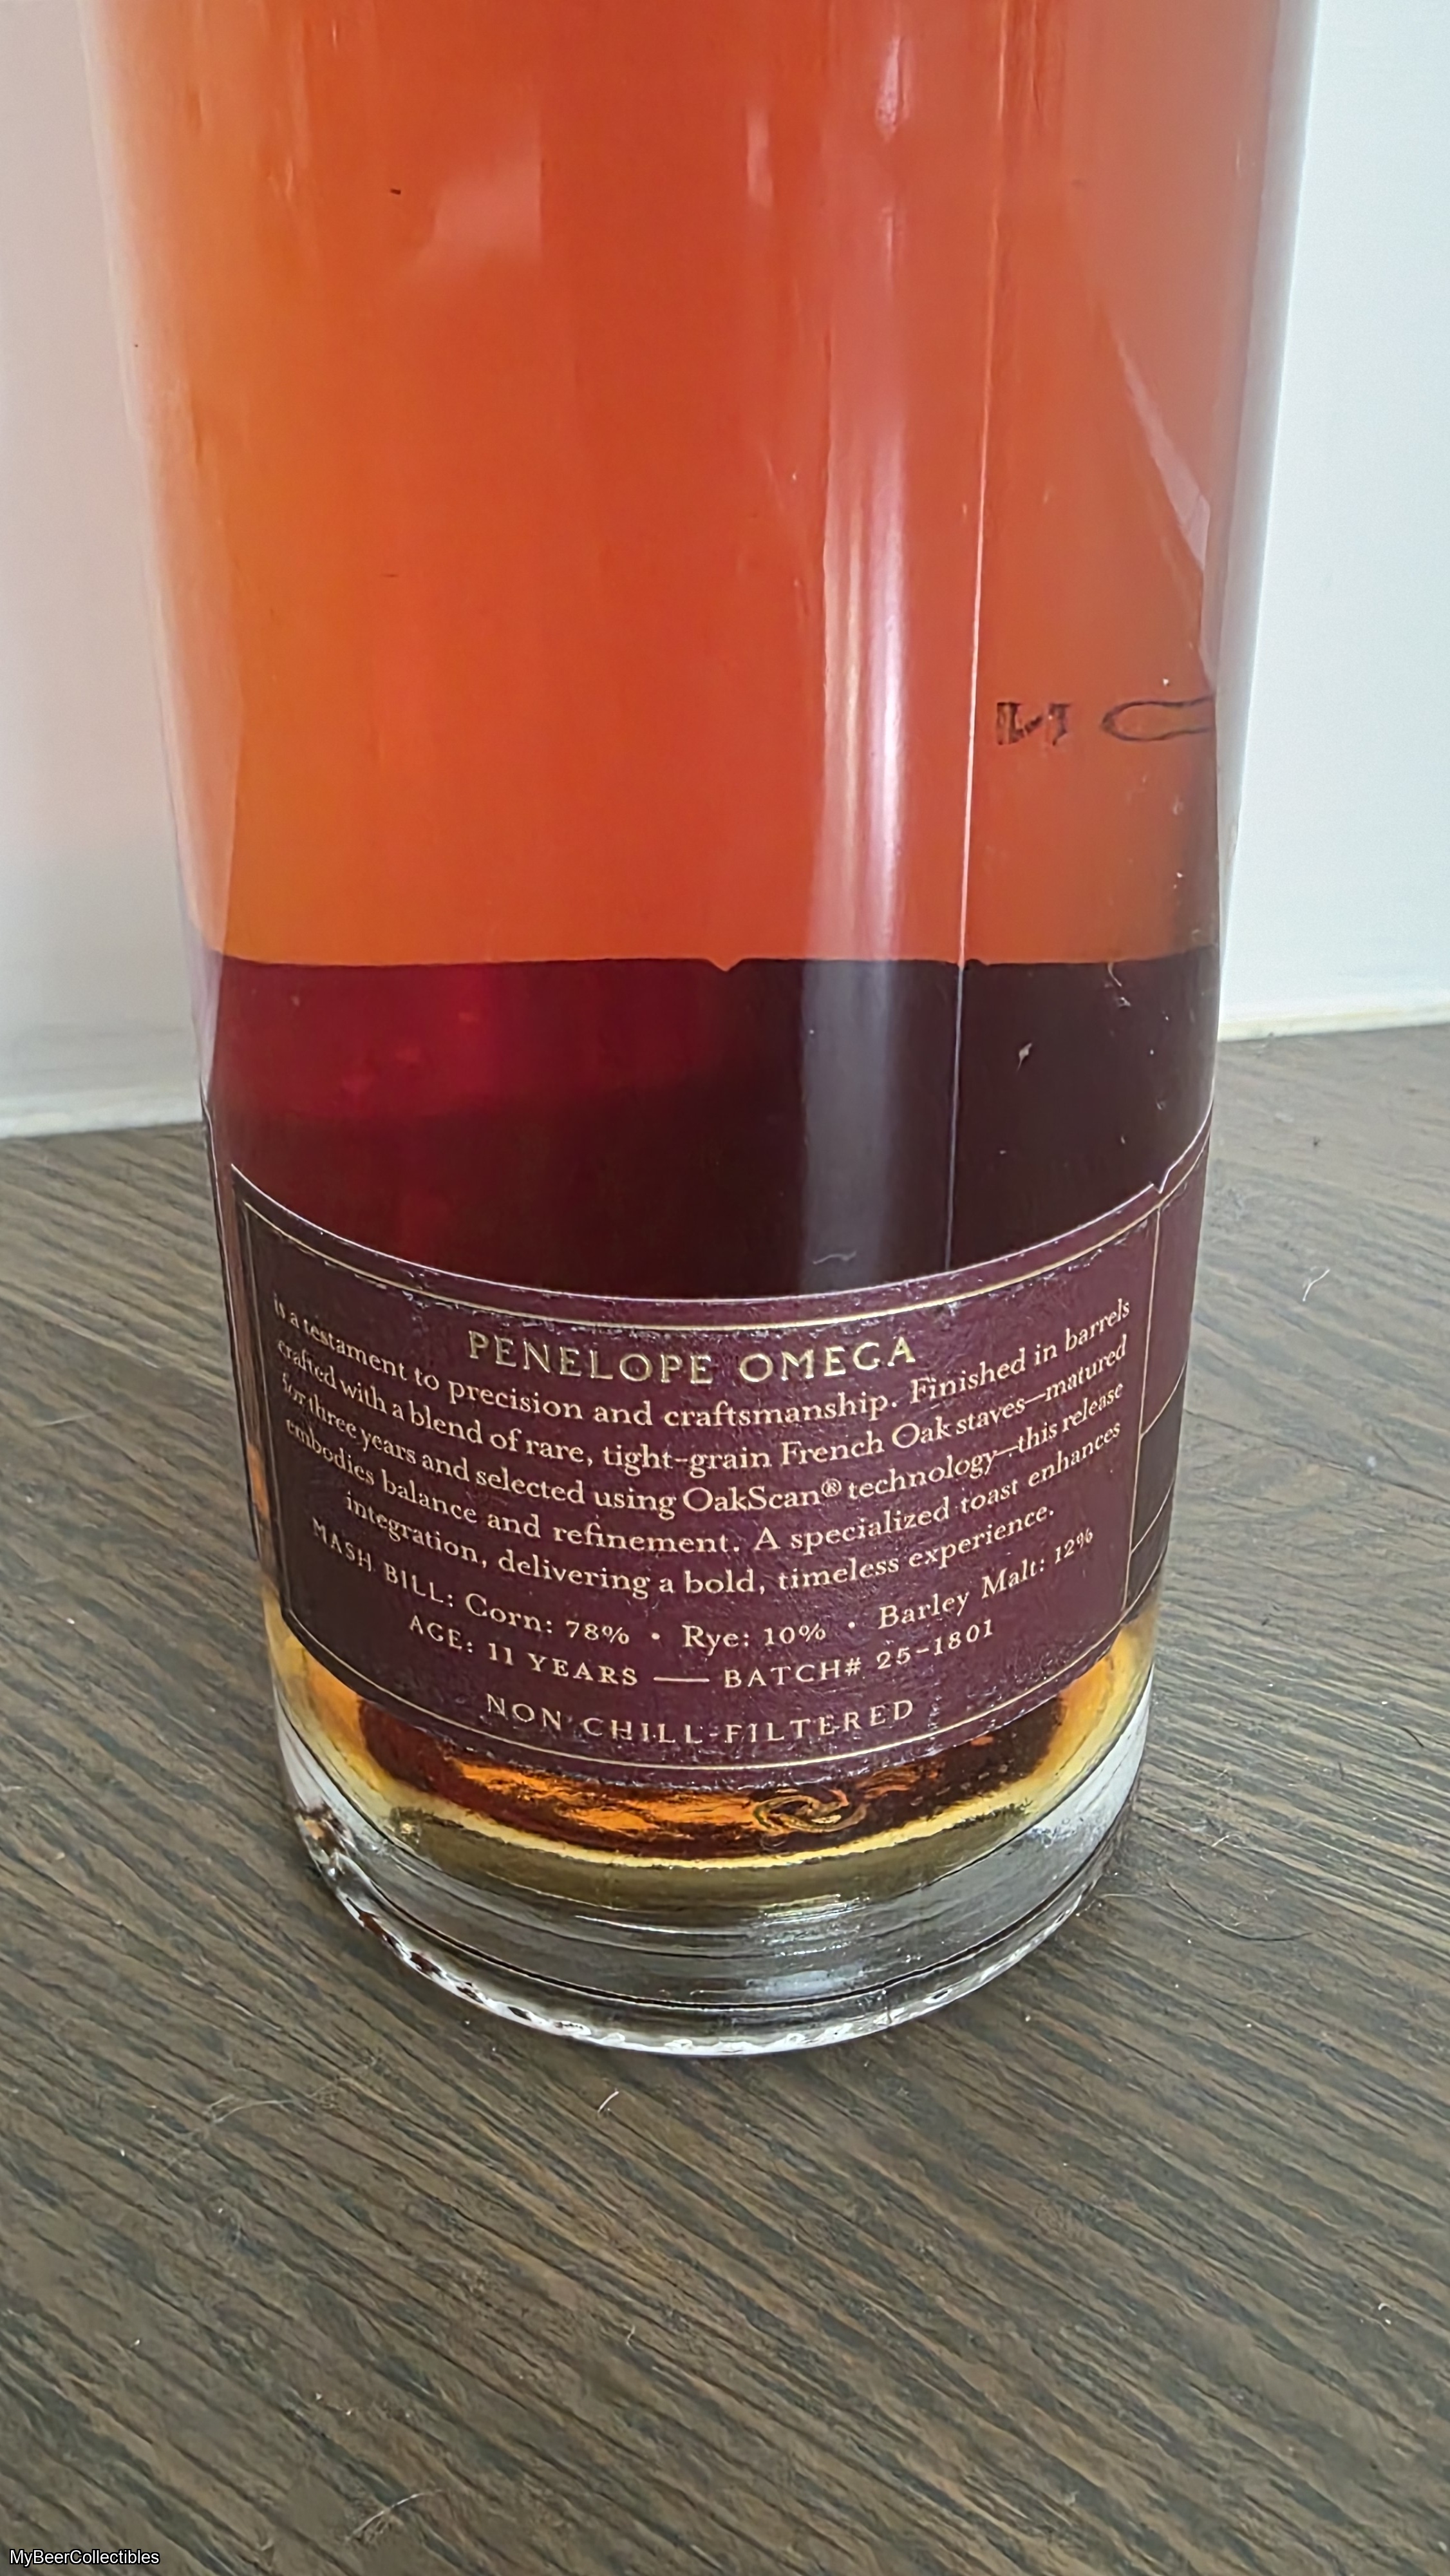 PENELOPE OMEGA
is a testament to precision and craftsmanship. Finished in barrels
crafted with a blend of rare, tight-grain French Oak staves—matured
for three years and selected using OakScan® technology—this release
embodies balance and refinement. A specialized toast enhances
integration, delivering a bold, timeless experience.
MASH BILL: Corn: 78% • Rye: 10% • Barley Malt: 12%
AGE: 11 YEARS — BATCH# 25-1801
NON CHILL-FILTERED
MyBeerCollectibles